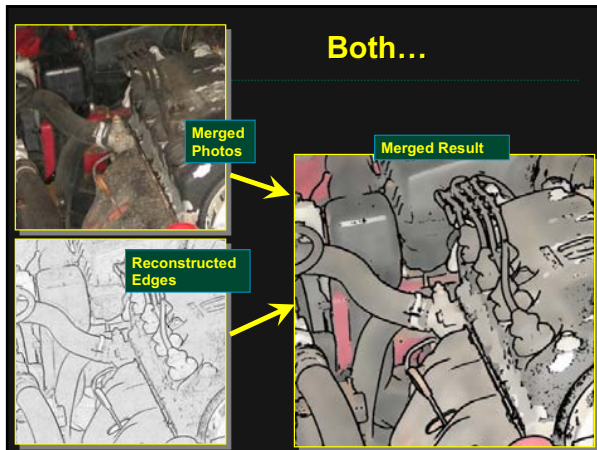 Both…
Merged
Photos
Merged Result
Reconstructed
Edges